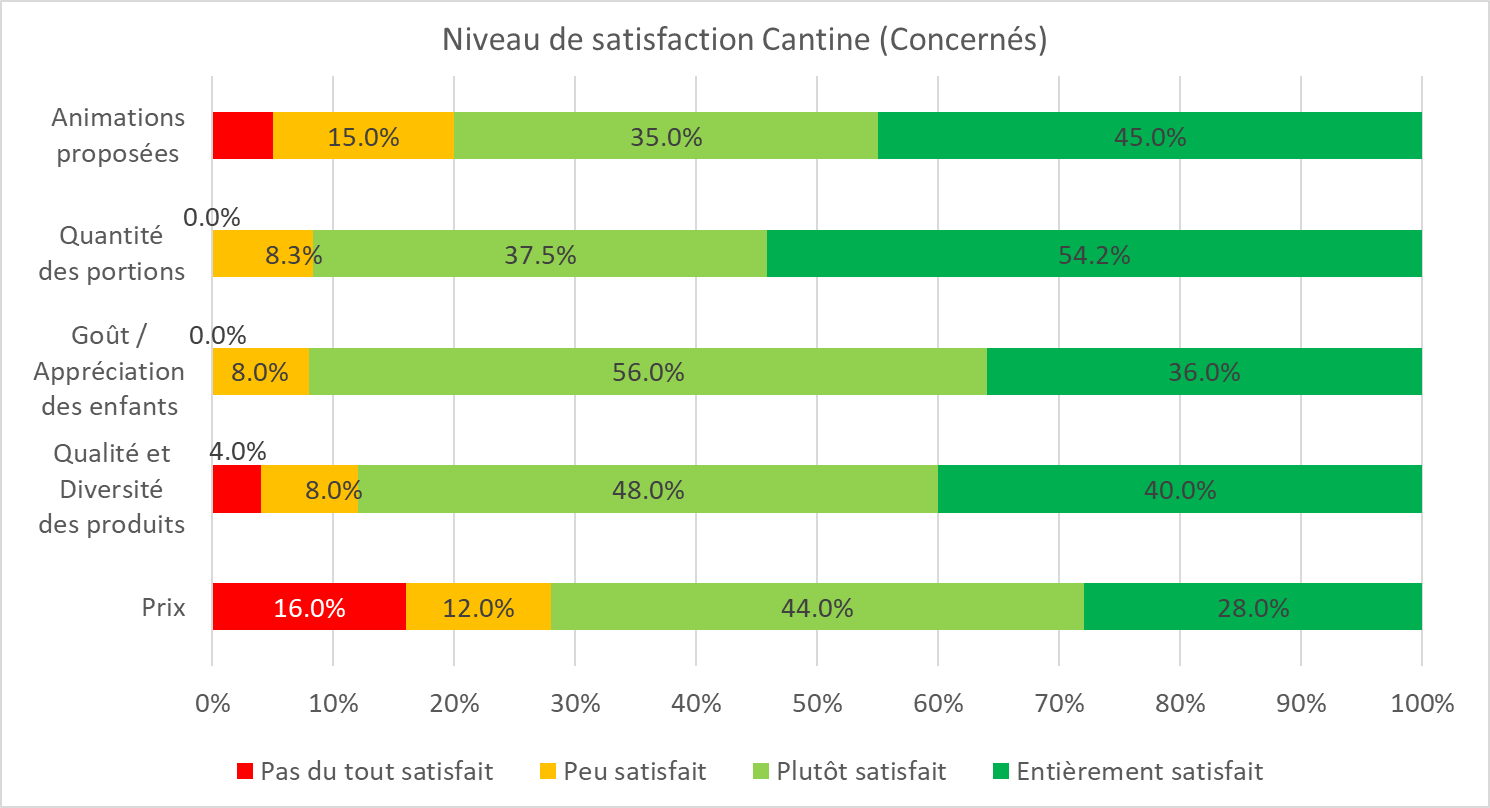 Niveau de satisfaction Cantine (Concernés)
Animations
proposées
15.0%
35.0%
45.0%
0.0%
Quantité
des portions
8.3%
37.5%
54.2%
0.0%
Goût /
Appréciation
des enfants
8.0%
56.0%
36.0%
4.0%
Qualité et
Diversité
des produits
8.0%
48.0%
40.0%
Prix
16.0%
12.0%
44.0%
28.0%
0%
10%
20%
30%
40%
50%
60%
70%
80%
90%
100%
Pas du tout satisfait
Peu satisfait
Plutôt satisfait
Entièrement satisfait